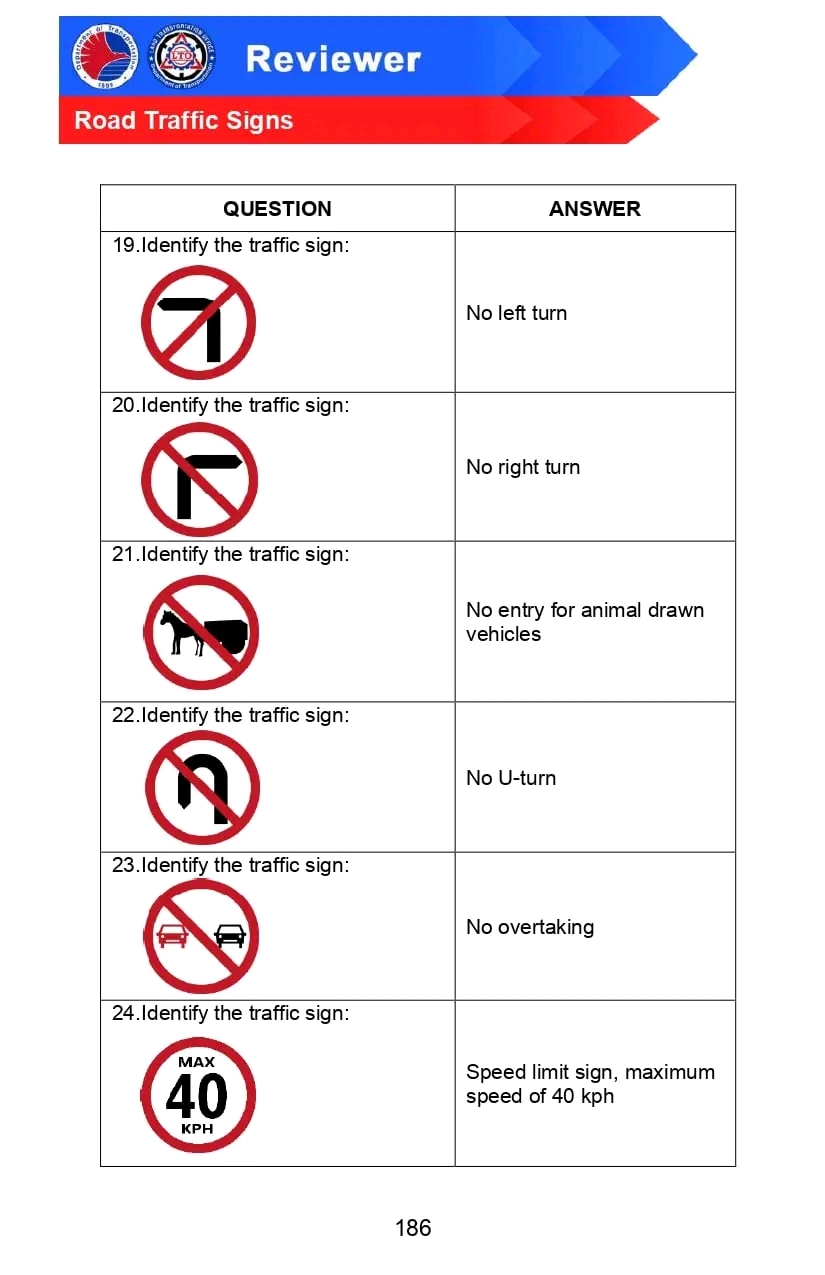 Department of Transportation
1899
LAND TRANSPORTATION OFFICE
LTO
Department of Transportation
Reviewer
Road Traffic Signs
QUESTION
ANSWER
19.Identify the traffic sign:
No left turn
20.Identify the traffic sign:
No right turn
21.Identify the traffic sign:
No entry for animal drawn
vehicles
22.Identify the traffic sign:
No U-turn
23.Identify the traffic sign:
No overtaking
24.Identify the traffic sign:
MAX
40
KPH
Speed limit sign, maximum
speed of 40 kph
186